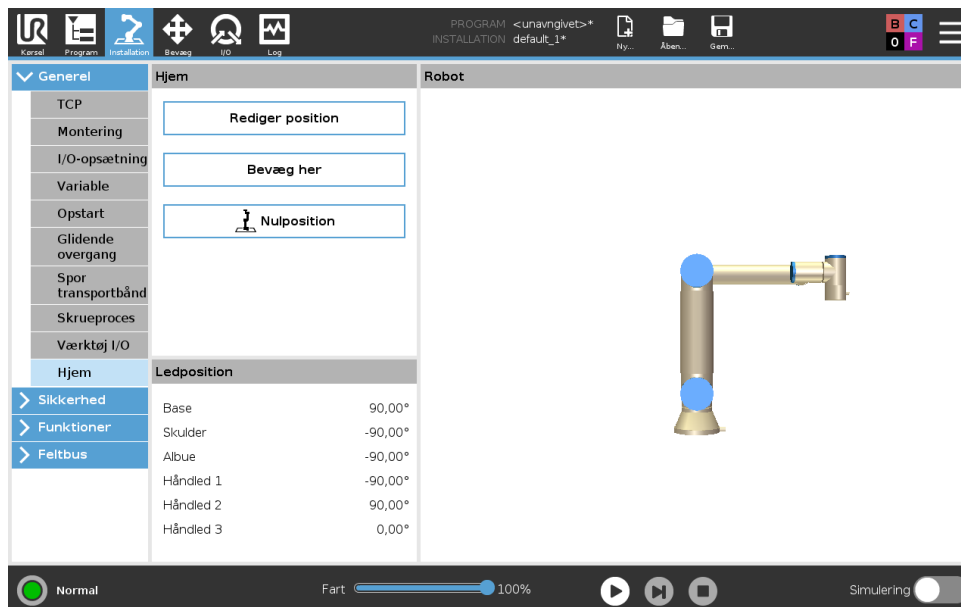 UR
Kørsel
Program
Installation
Bevæg
I/O
Log
PROGRAM <unavngivet>*
INSTALLATION default_1*
Ny...
Åben...
Gem...
B C
0 F
Generel
TCP
Montering
I/O-opsætning
Variable
Opstart
Glidende
overgang
Spor
transportbånd
Skrueproces
Værktøj I/O
Hjem
Sikkerhed
Funktioner
Feltbus
Hjem
Rediger position
Bevæg her
Nulposition
Ledposition
Base 90,00°
Skulder -90,00°
Albue -90,00°
Håndled 1 -90,00°
Håndled 2 90,00°
Håndled 3 0,00°
Robot
Normal
Fart 100%
Simulering